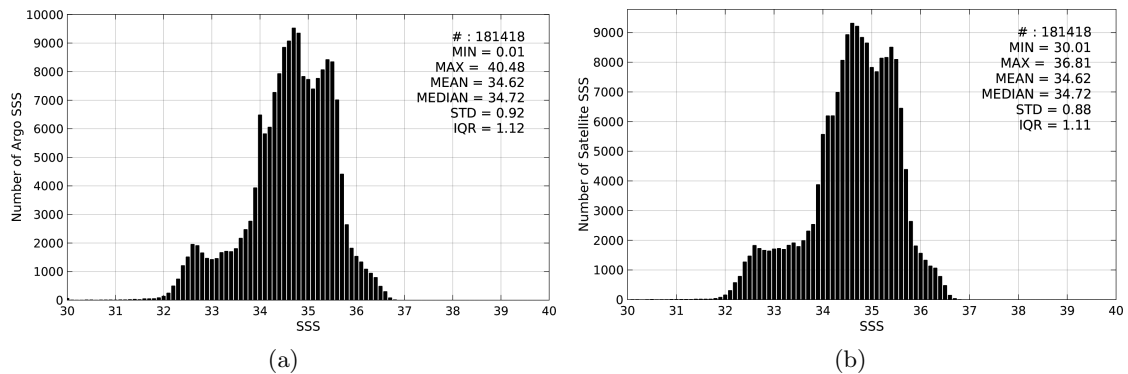 10000
9000
8000
7000
6000
5000
4000
3000
2000
1000
0
Number of Argo SSS
# : 181418
MIN = 0.01
MAX = 40.48
MEAN = 34.62
MEDIAN = 34.72
STD = 0.92
IQR = 1.12
30 31 32 33 34 35 36 37 38 39 40
SSS
(a)
9000
8000
7000
6000
5000
4000
3000
2000
1000
0
Number of Satellite SSS
# : 181418
MIN = 30.01
MAX = 36.81
MEAN = 34.62
MEDIAN = 34.72
STD = 0.88
IQR = 1.11
30 31 32 33 34 35 36 37 38 39 40
SSS
(b)